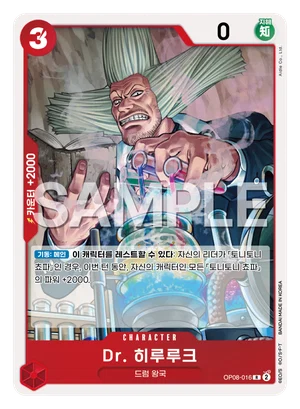 3
0
지혜
知
카운터 +2000
SAMPLE
기동: 메인 이 캐릭터를 레스트할 수 있다: 자신의 리더가 「토니토니
쵸파」인 경우, 이번 턴 동안, 자신의 캐릭터인 모든 「토니토니 쵸파」
의 파워 +2000.
CHARACTER
Dr. 히루루크
드럼 왕국
OP08-016 R 2
BANDAI MADE IN KOREA